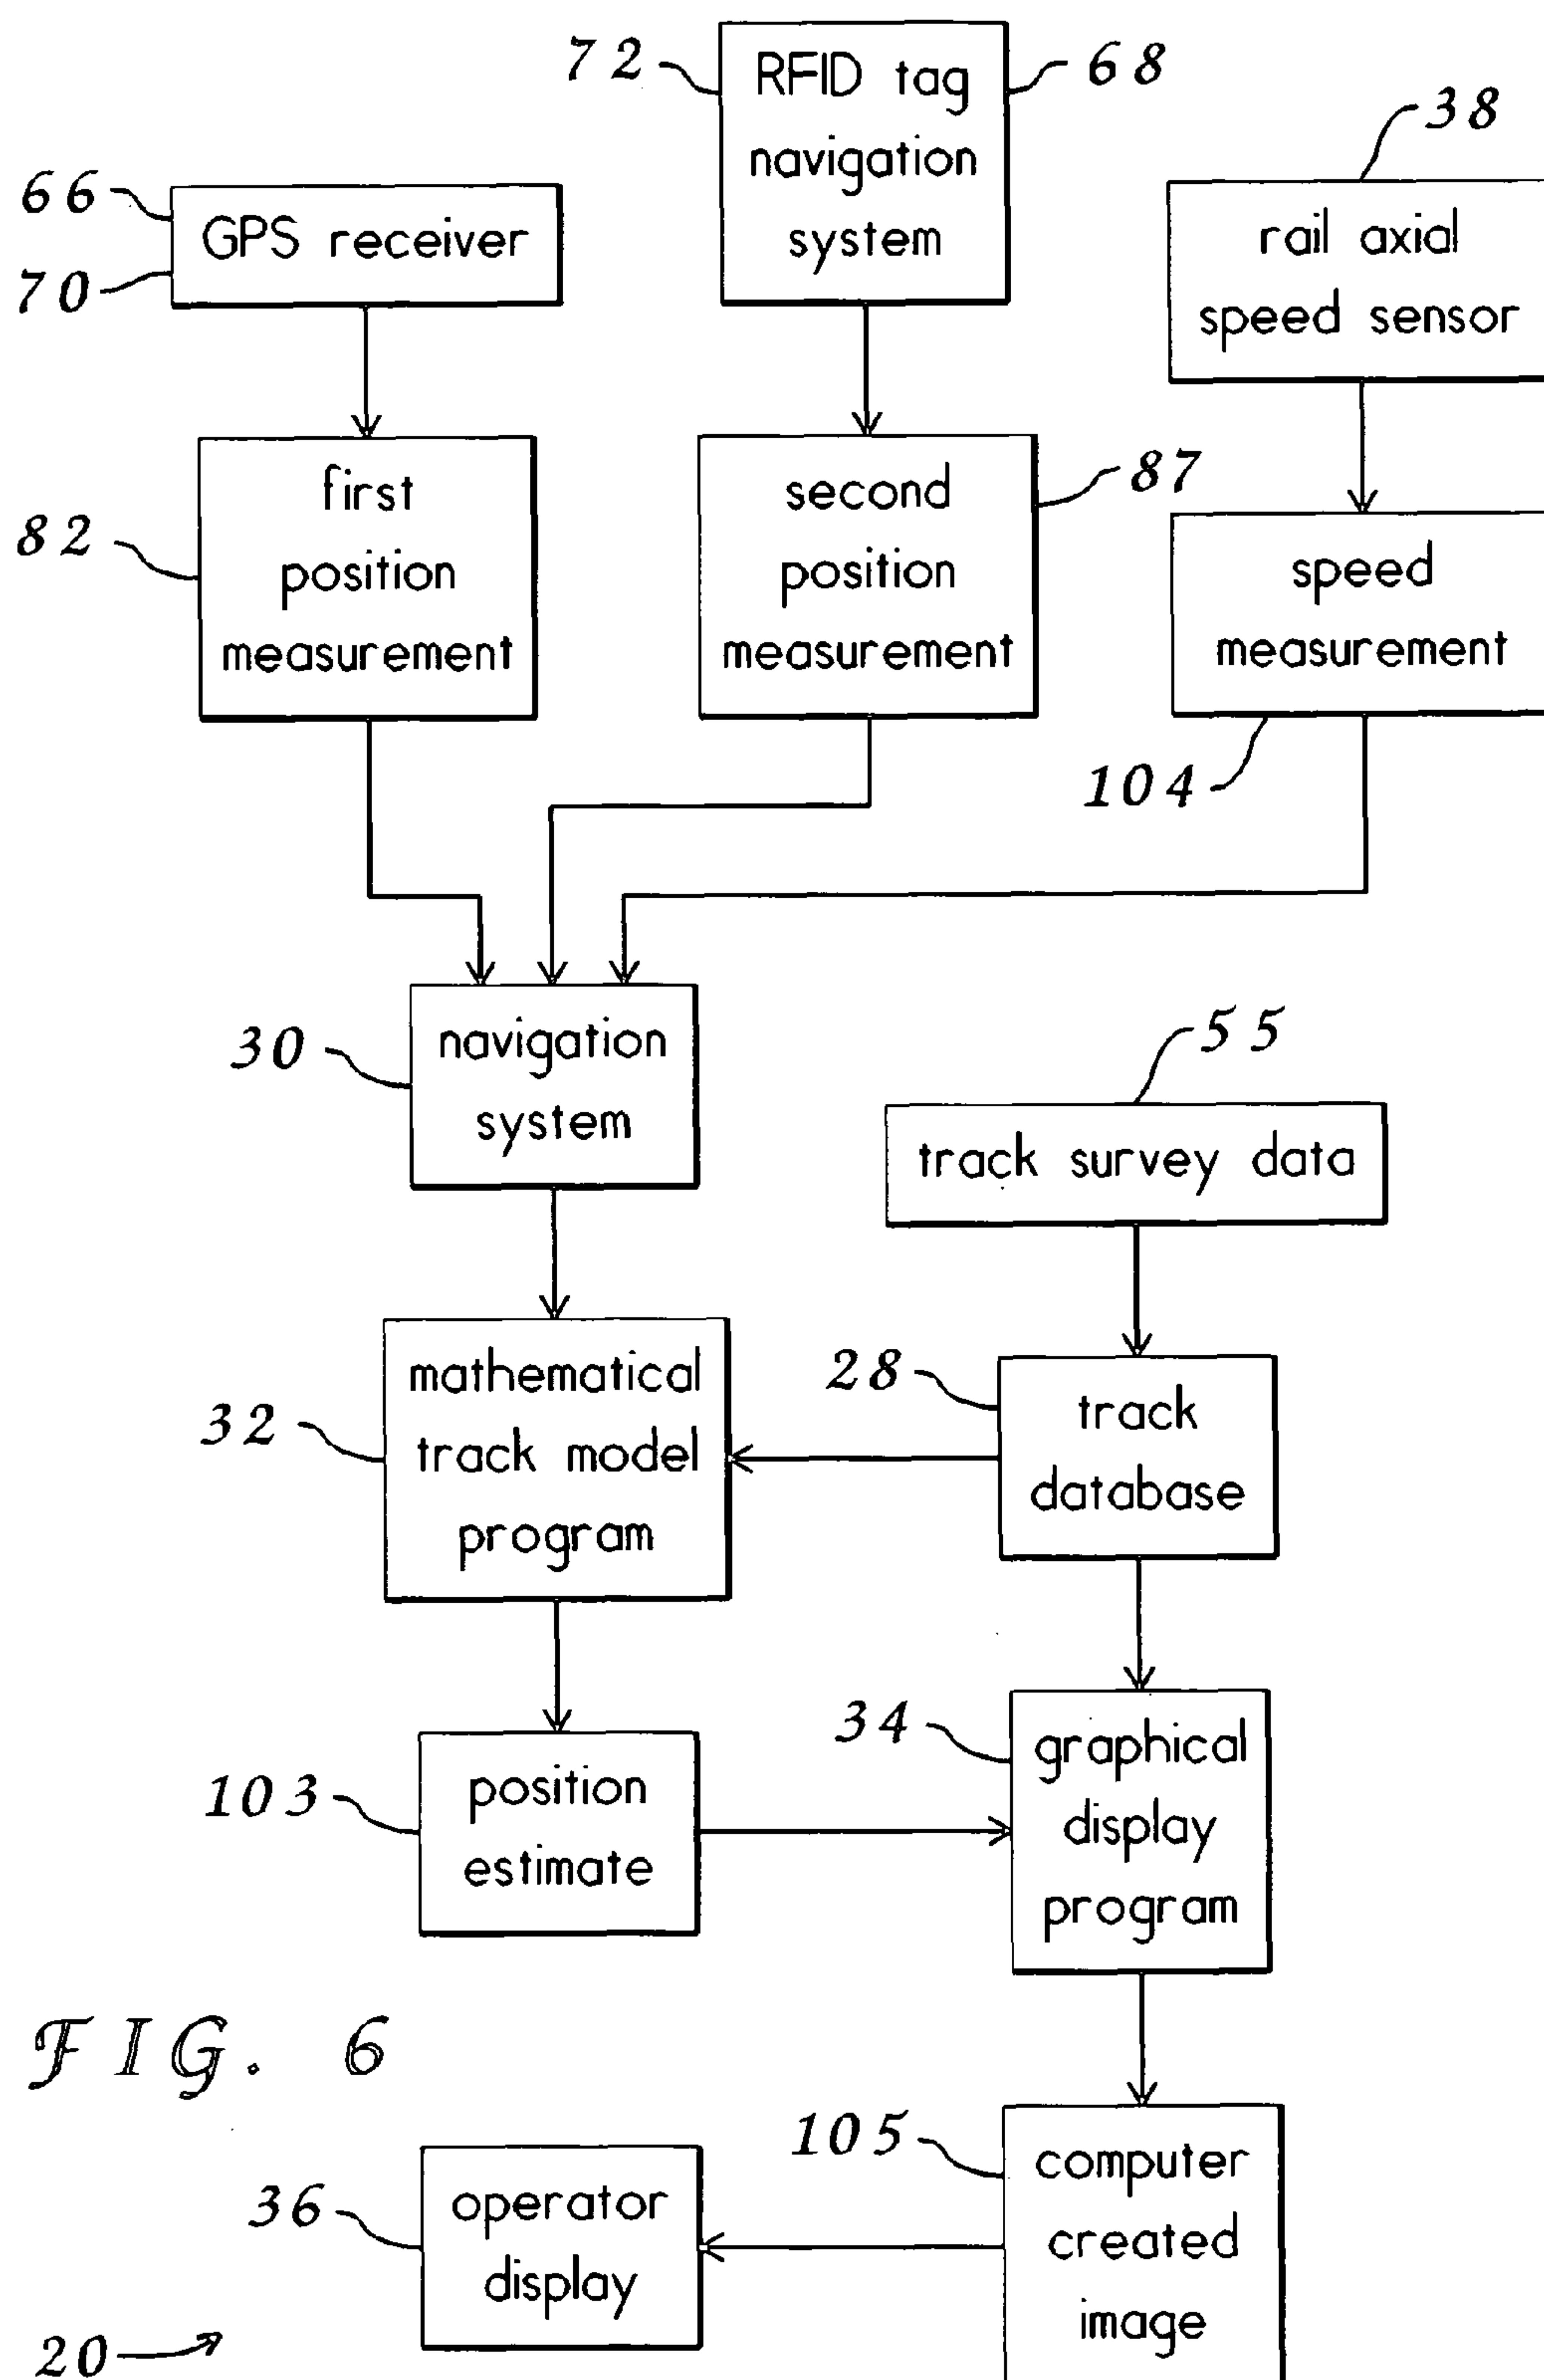 72
RFID tag
navigation
system
68
38
rail axial
speed sensor
66
70
GPS receiver
82
first
position
measurement
second
position
measurement
87
speed
measurement
104
30
navigation
system
55
track survey data
32
mathematical
track model
program
28
track
database
103
position
estimate
34
graphical
display
program
FIG. 6
105
computer
created
image
36
operator
display
20